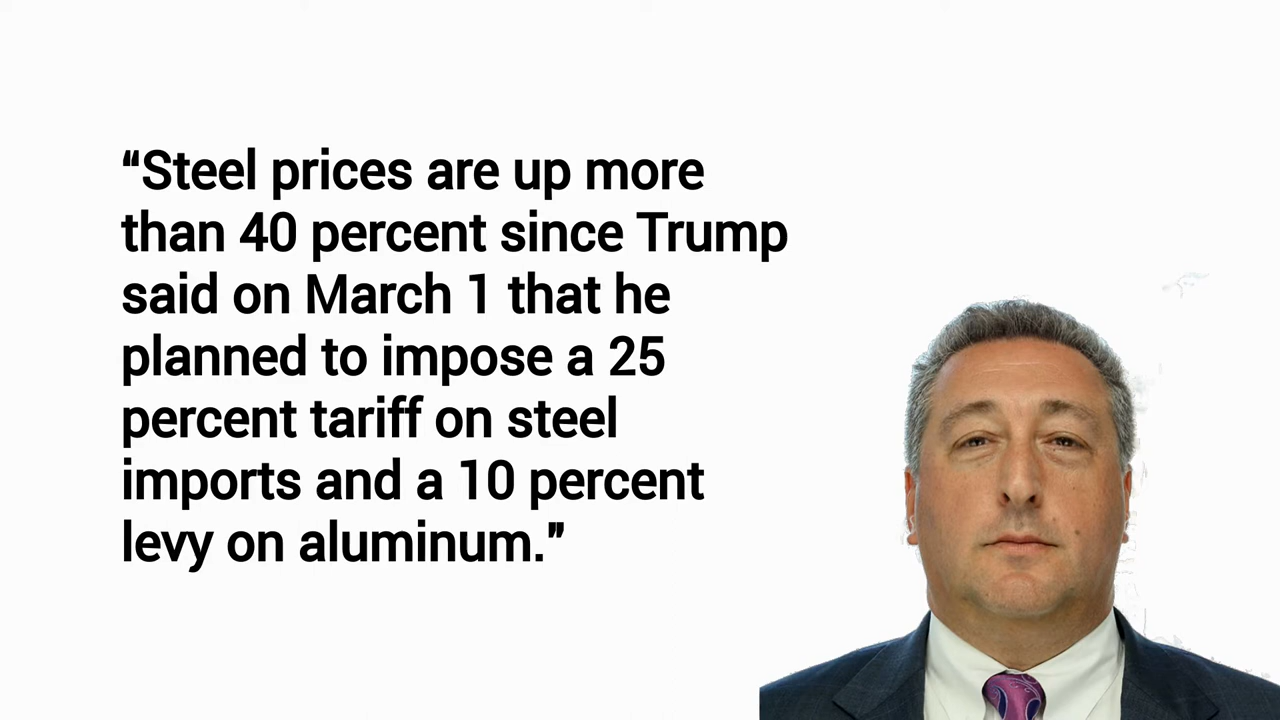 “Steel prices are up more
than 40 percent since Trump
said on March 1 that he
planned to impose a 25
percent tariff on steel
imports and a 10 percent
levy on aluminum.”